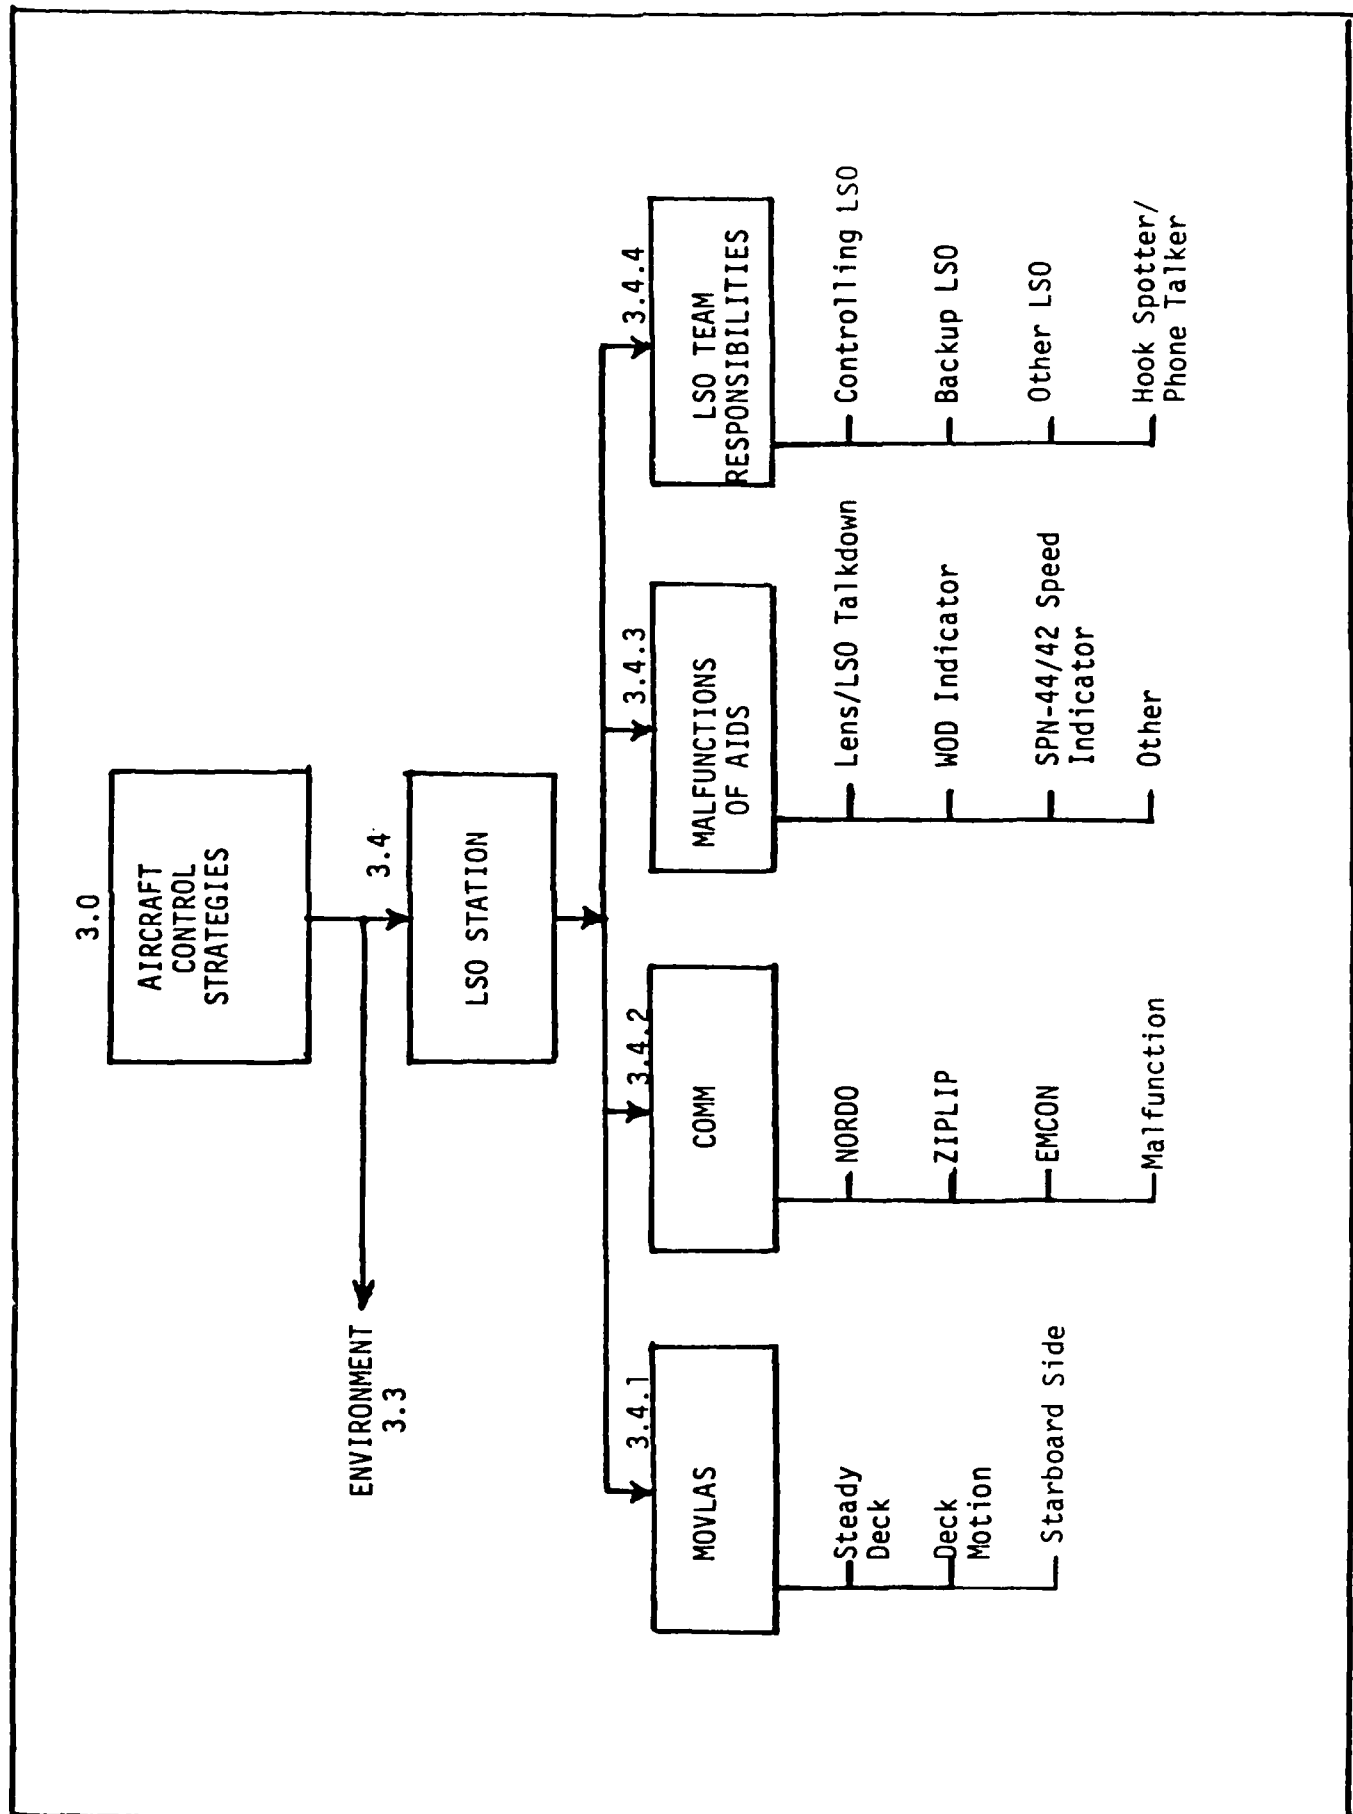 3.0
AIRCRAFT
CONTROL
STRATEGIES
ENVIRONMENT
3.3
3.4
LSO STATION
3.4.1
MOVLAS
Steady
Deck
Deck
Motion
Starboard Side
3.4.2
COMM
NORDO
ZIPLIP
EMCON
Malfunction
3.4.3
MALFUNCTIONS
OF AIDS
Lens/LSO Talkdown
WOD Indicator
SPN-44/42 Speed
Indicator
Other
3.4.4
LSO TEAM
RESPONSIBILITIES
Controlling LSO
Backup LSO
Other LSO
Hook Spotter/
Phone Talker